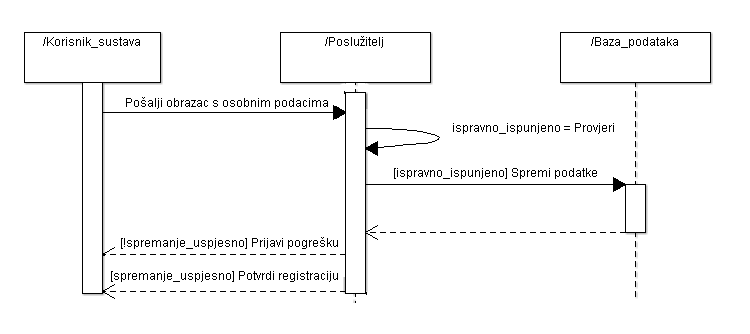 /Korisnik_sustava
/Poslužitelj
/Baza_podataka
Pošalji obrazac s osobnim podacima
ispravno_ispunjeno = Provjeri
[ispravno_ispunjeno] Spremi podatke
[!spremanje_uspjesno] Prijavi pogrešku
[spremanje_uspjesno] Potvrdi registraciju